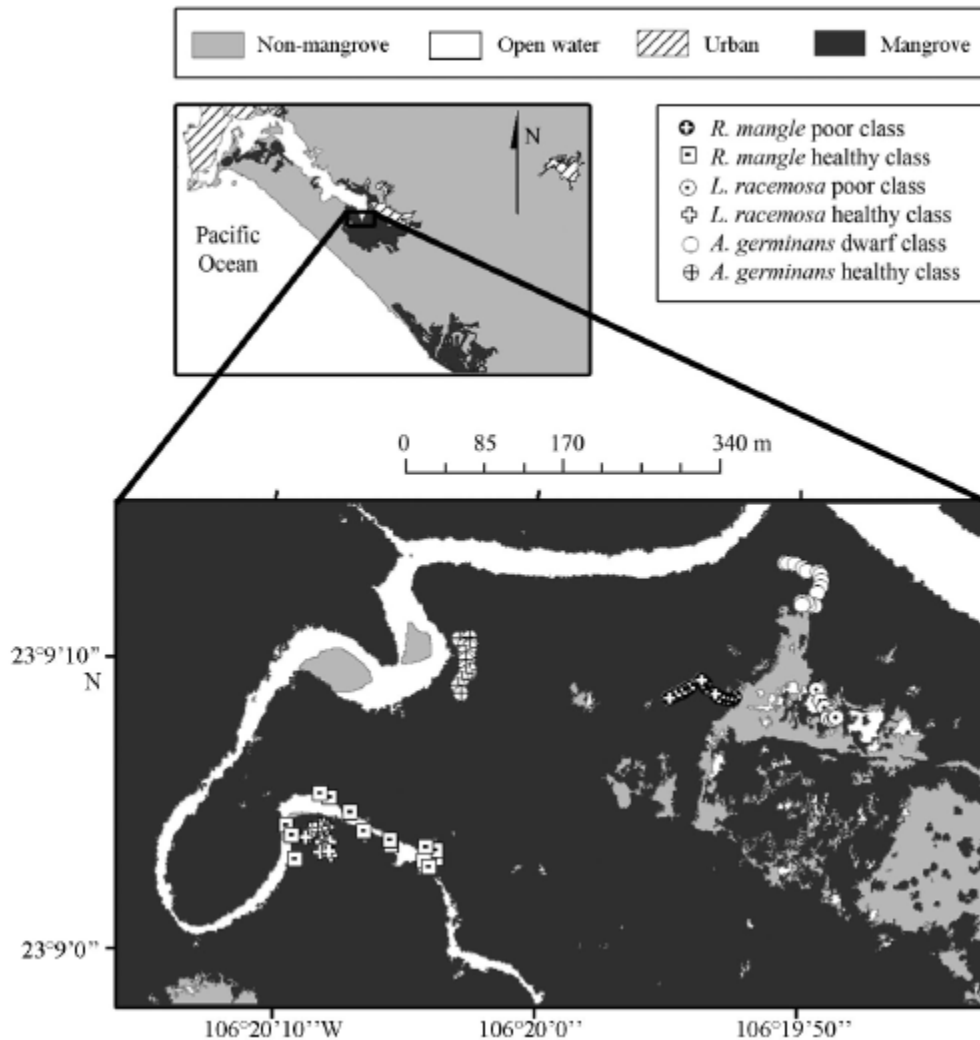 Non-mangrove Open water Urban Mangrove
N
Pacific
Ocean
R. mangle poor class
R. mangle healthy class
L. racemosa poor class
L. racemosa healthy class
A. germinans dwarf class
A. germinans healthy class
0 85 170 340 m
23°9'10”
N
23°9'0”
106°20'10”W 106°20'0” 106°19'50”